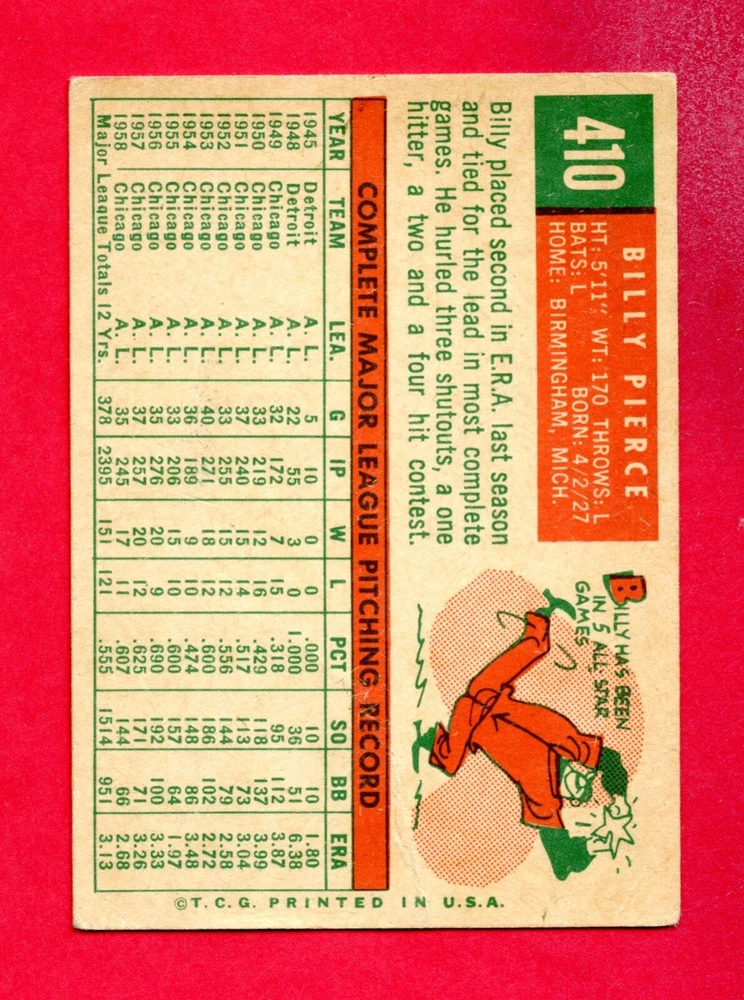 410
BILLY PIERCE
HT: 5'11" WT: 170 THROWS: L
BATS: L BORN: 4/2/27
HOME: BIRMINGHAM, MICH.
Billy placed second in E.R.A. last season
and tied for the lead in most complete
games. He hurled three shutouts, a one
hitter, a two and a four hit contest.
BILLY HAS BEEN
IN 5 ALL STAR
GAMES
COMPLETE MAJOR LEAGUE PITCHING RECORD
YEAR TEAM LEA. G IP W L PCT SO BB ERA
1945 Detroit A. L. 5 10 0 0 .000 10 10 1.80
1948 Detroit A. L. 22 55 3 0 1.000 36 51 6.38
1949 Chicago A. L. 32 172 7 15 .318 95 112 3.87
1950 Chicago A. L. 33 219 12 16 .429 118 137 3.99
1951 Chicago A. L. 37 240 15 14 .517 113 73 3.04
1952 Chicago A. L. 33 255 15 12 .556 144 79 2.58
1953 Chicago A. L. 40 271 18 12 .600 186 102 2.72
1954 Chicago A. L. 36 189 9 10 .474 148 86 3.48
1955 Chicago A. L. 33 206 15 10 .600 157 64 1.97
1956 Chicago A. L. 35 276 20 9 .690 192 100 3.33
1957 Chicago A. L. 37 257 20 12 .625 171 71 3.26
1958 Chicago A. L. 35 245 17 11 .607 144 66 2.68
Major League Totals 12 Yrs. 378 2395 151 121 .555 1514 951 3.13
©T.C.G. PRINTED IN U.S.A.